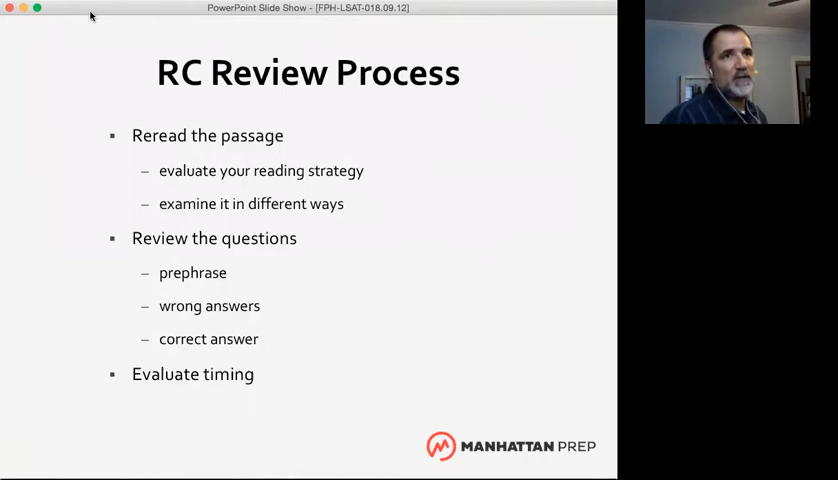 PowerPoint Slide Show - [FPH-LSAT-018.09.12]
RC Review Process
▪ Reread the passage
– evaluate your reading strategy
– examine it in different ways
▪ Review the questions
– prephrase
– wrong answers
– correct answer
▪ Evaluate timing
MANHATTAN PREP